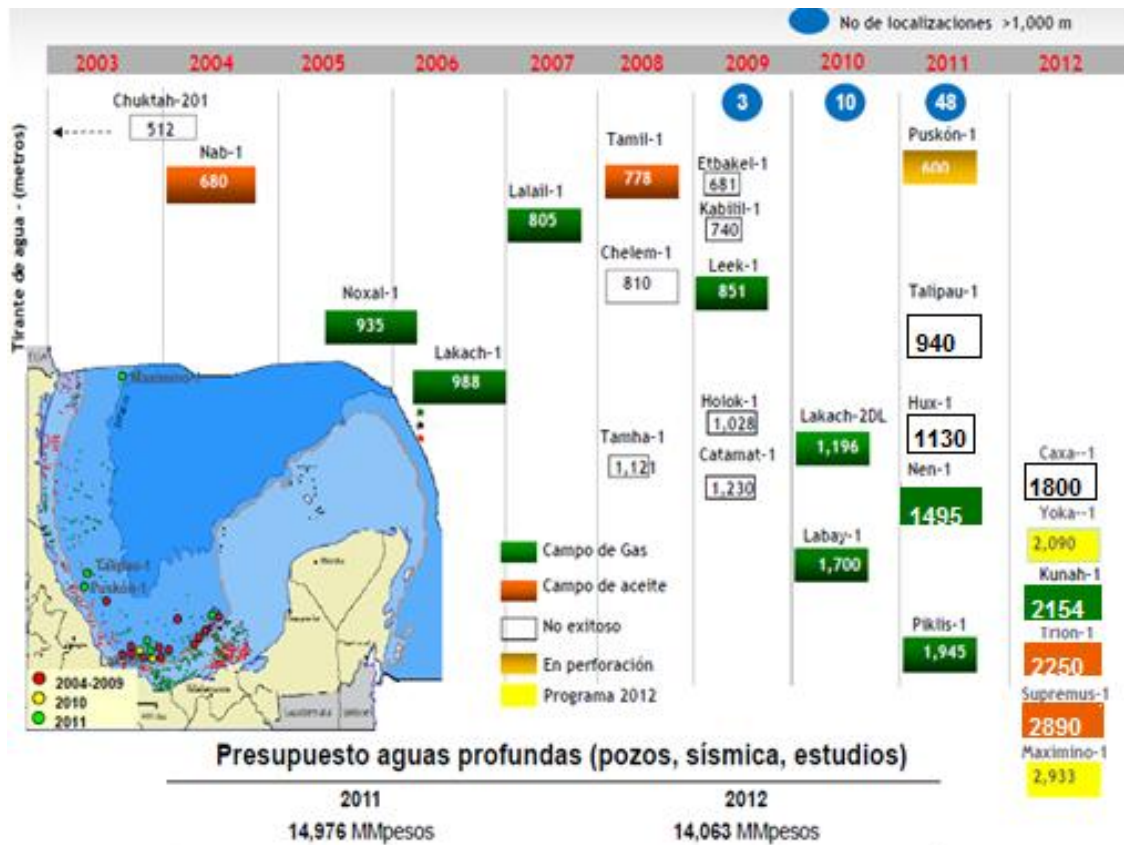 No de localizaciones >1,000 m
2003 2004 2005 2006 2007 2008 2009 2010 2011 2012
3 10 48
Tirante de agua - (metros)
Chuktah-201
512
Nab-1
680
Noxal-1
935
Lakach-1
988
Lalail-1
805
Tamil-1
778
Chelem-1
810
Tamha-1
1,121
Etbakel-1
681
Kabilil-1
740
Leek-1
851
Holok-1
1,028
Catamat-1
1,230
Lakach-2DL
1,196
Labay-1
1,700
Puskón-1
600
Talipau-1
940
Hux-1
1130
Nen-1
1495
Piklis-1
1,945
Caxa--1
1800
Yoka--1
2,090
Kunah-1
2154
Trion-1
2250
Supremus-1
2890
Maximino-1
2,933
Maximino-1
Talipau-1
Puskón-1
2004-2009
2010
2011
Campo de Gas
Campo de aceite
No exitoso
En perforación
Programa 2012
Presupuesto aguas profundas (pozos, sísmica, estudios)
2011 2012
14,976 MMpesos 14,063 MMpesos